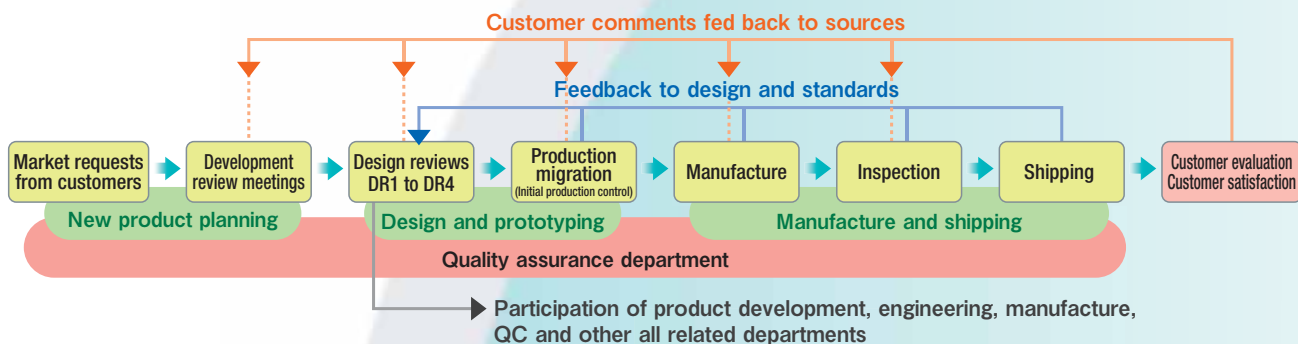 Customer comments fed back to sources
Feedback to design and standards
Market requests
from customers
Development
review meetings
Design reviews
DR1 to DR4
Production
migration
(Initial production control)
Manufacture
Inspection
Shipping
Customer evaluation
Customer satisfaction
New product planning
Design and prototyping
Manufacture and shipping
Quality assurance department
Participation of product development, engineering, manufacture,
QC and other all related departments